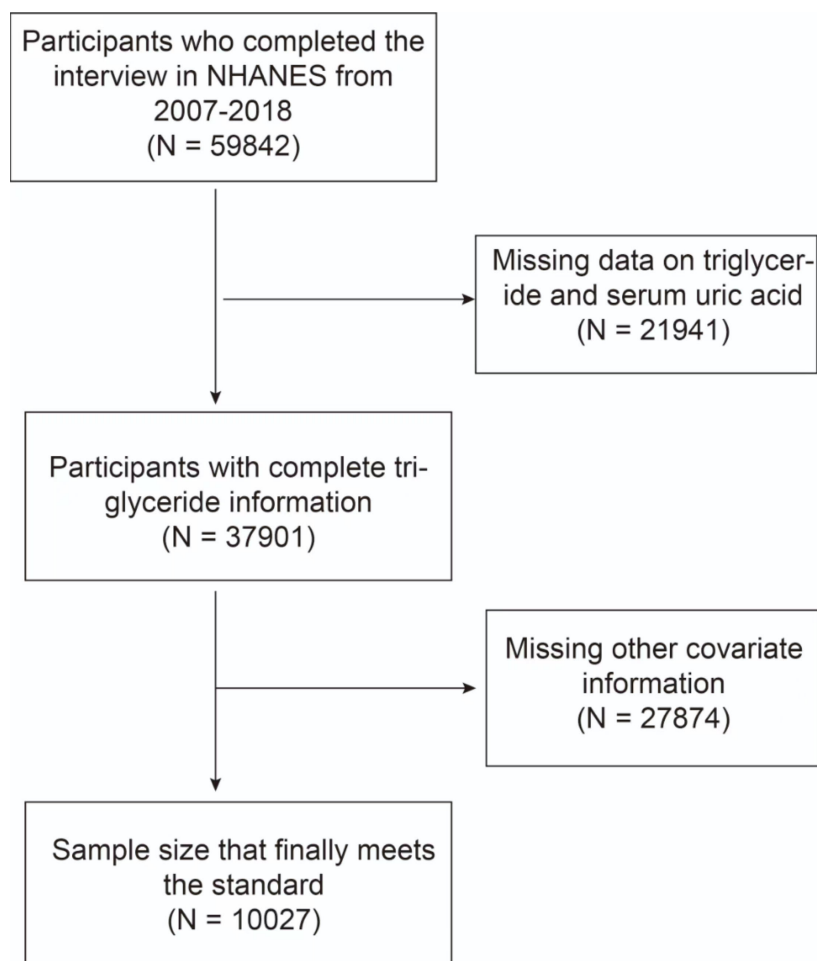 Participants who completed the
interview in NHANES from
2007-2018
(N = 59842)
Missing data on triglycer-
ide and serum uric acid
(N = 21941)
Participants with complete tri-
glyceride information
(N = 37901)
Missing other covariate
information
(N = 27874)
Sample size that finally meets
the standard
(N = 10027)